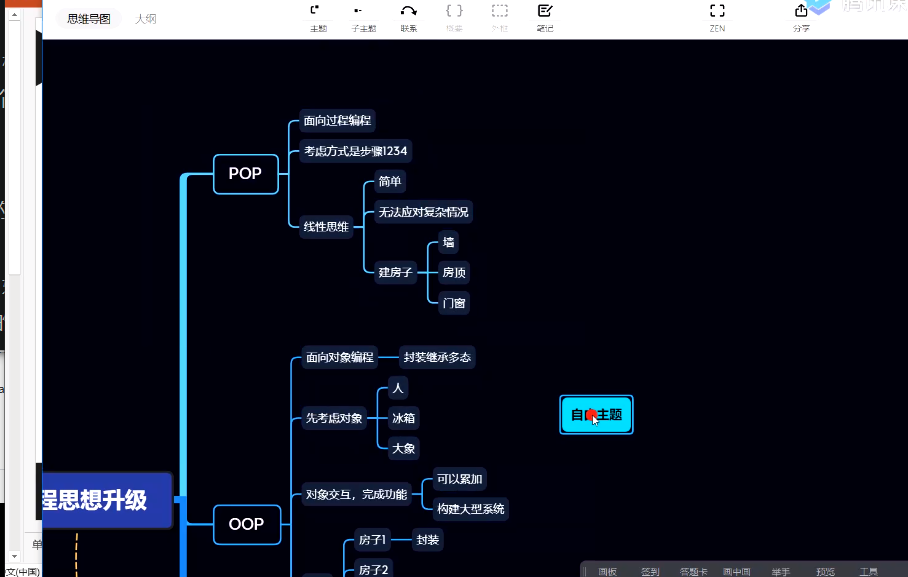 思维导图
大纲
主题
子主题
联系
概要
外框
笔记
ZEN
分享
面向过程编程
考虑方式是步骤1234
POP
简单
无法应对复杂情况
线性思维
墙
建房子
房顶
门窗
面向对象编程
封装继承多态
人
先考虑对象
冰箱
大象
自由主题
可以累加
程思想升级
对象交互，完成功能
构建大型系统
OOP
房子1
封装
房子2
单
文(中国)
画板
签到
答题卡
画中画
举手
预览
工具